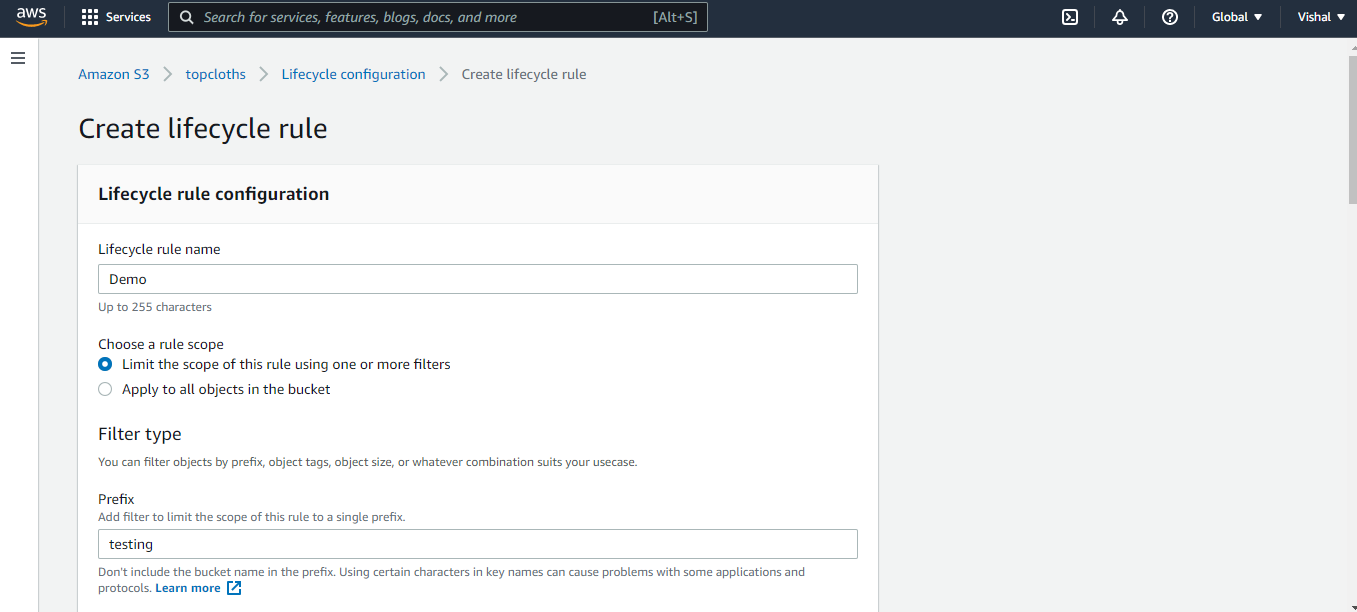 aws Services Search for services, features, blogs, docs, and more [Alt+S] Global Vishal
Amazon S3 topcloths Lifecycle configuration Create lifecycle rule
Create lifecycle rule
Lifecycle rule configuration
Lifecycle rule name
Demo
Up to 255 characters
Choose a rule scope
Limit the scope of this rule using one or more filters
Apply to all objects in the bucket
Filter type
You can filter objects by prefix, object tags, object size, or whatever combination suits your usecase.
Prefix
Add filter to limit the scope of this rule to a single prefix.
testing
Don't include the bucket name in the prefix. Using certain characters in key names can cause problems with some applications and
protocols. Learn more